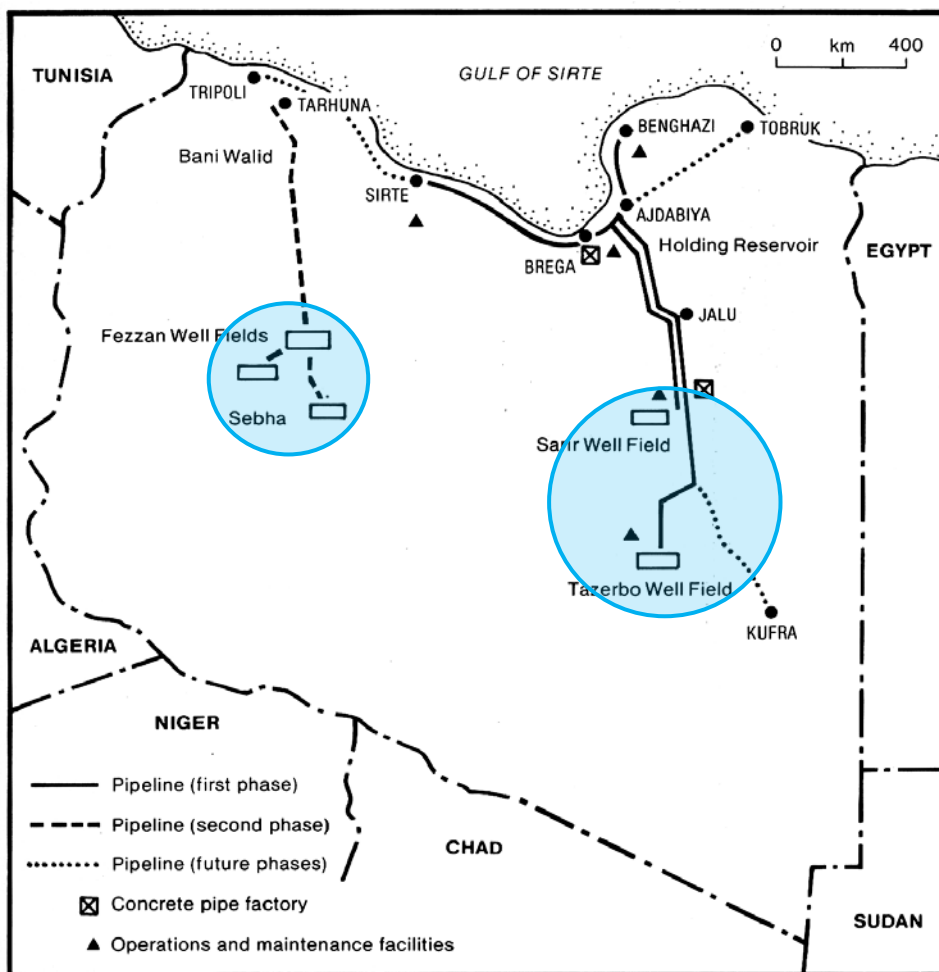 0 km 400
TUNISIA
GULF OF SIRTE
TRIPOLI
TARHUNA
BENGHAZI
TOBRUK
Bani Walid
SIRTE
AJDABIYA
Holding Reservoir
EGYPT
BREGA
JALU
Fezzan Well Fields
Sebha
Sarir Well Field
Tazerbo Well Field
KUFRA
ALGERIA
NIGER
Pipeline (first phase)
Pipeline (second phase)
CHAD
Pipeline (future phases)
Concrete pipe factory
SUDAN
Operations and maintenance facilities